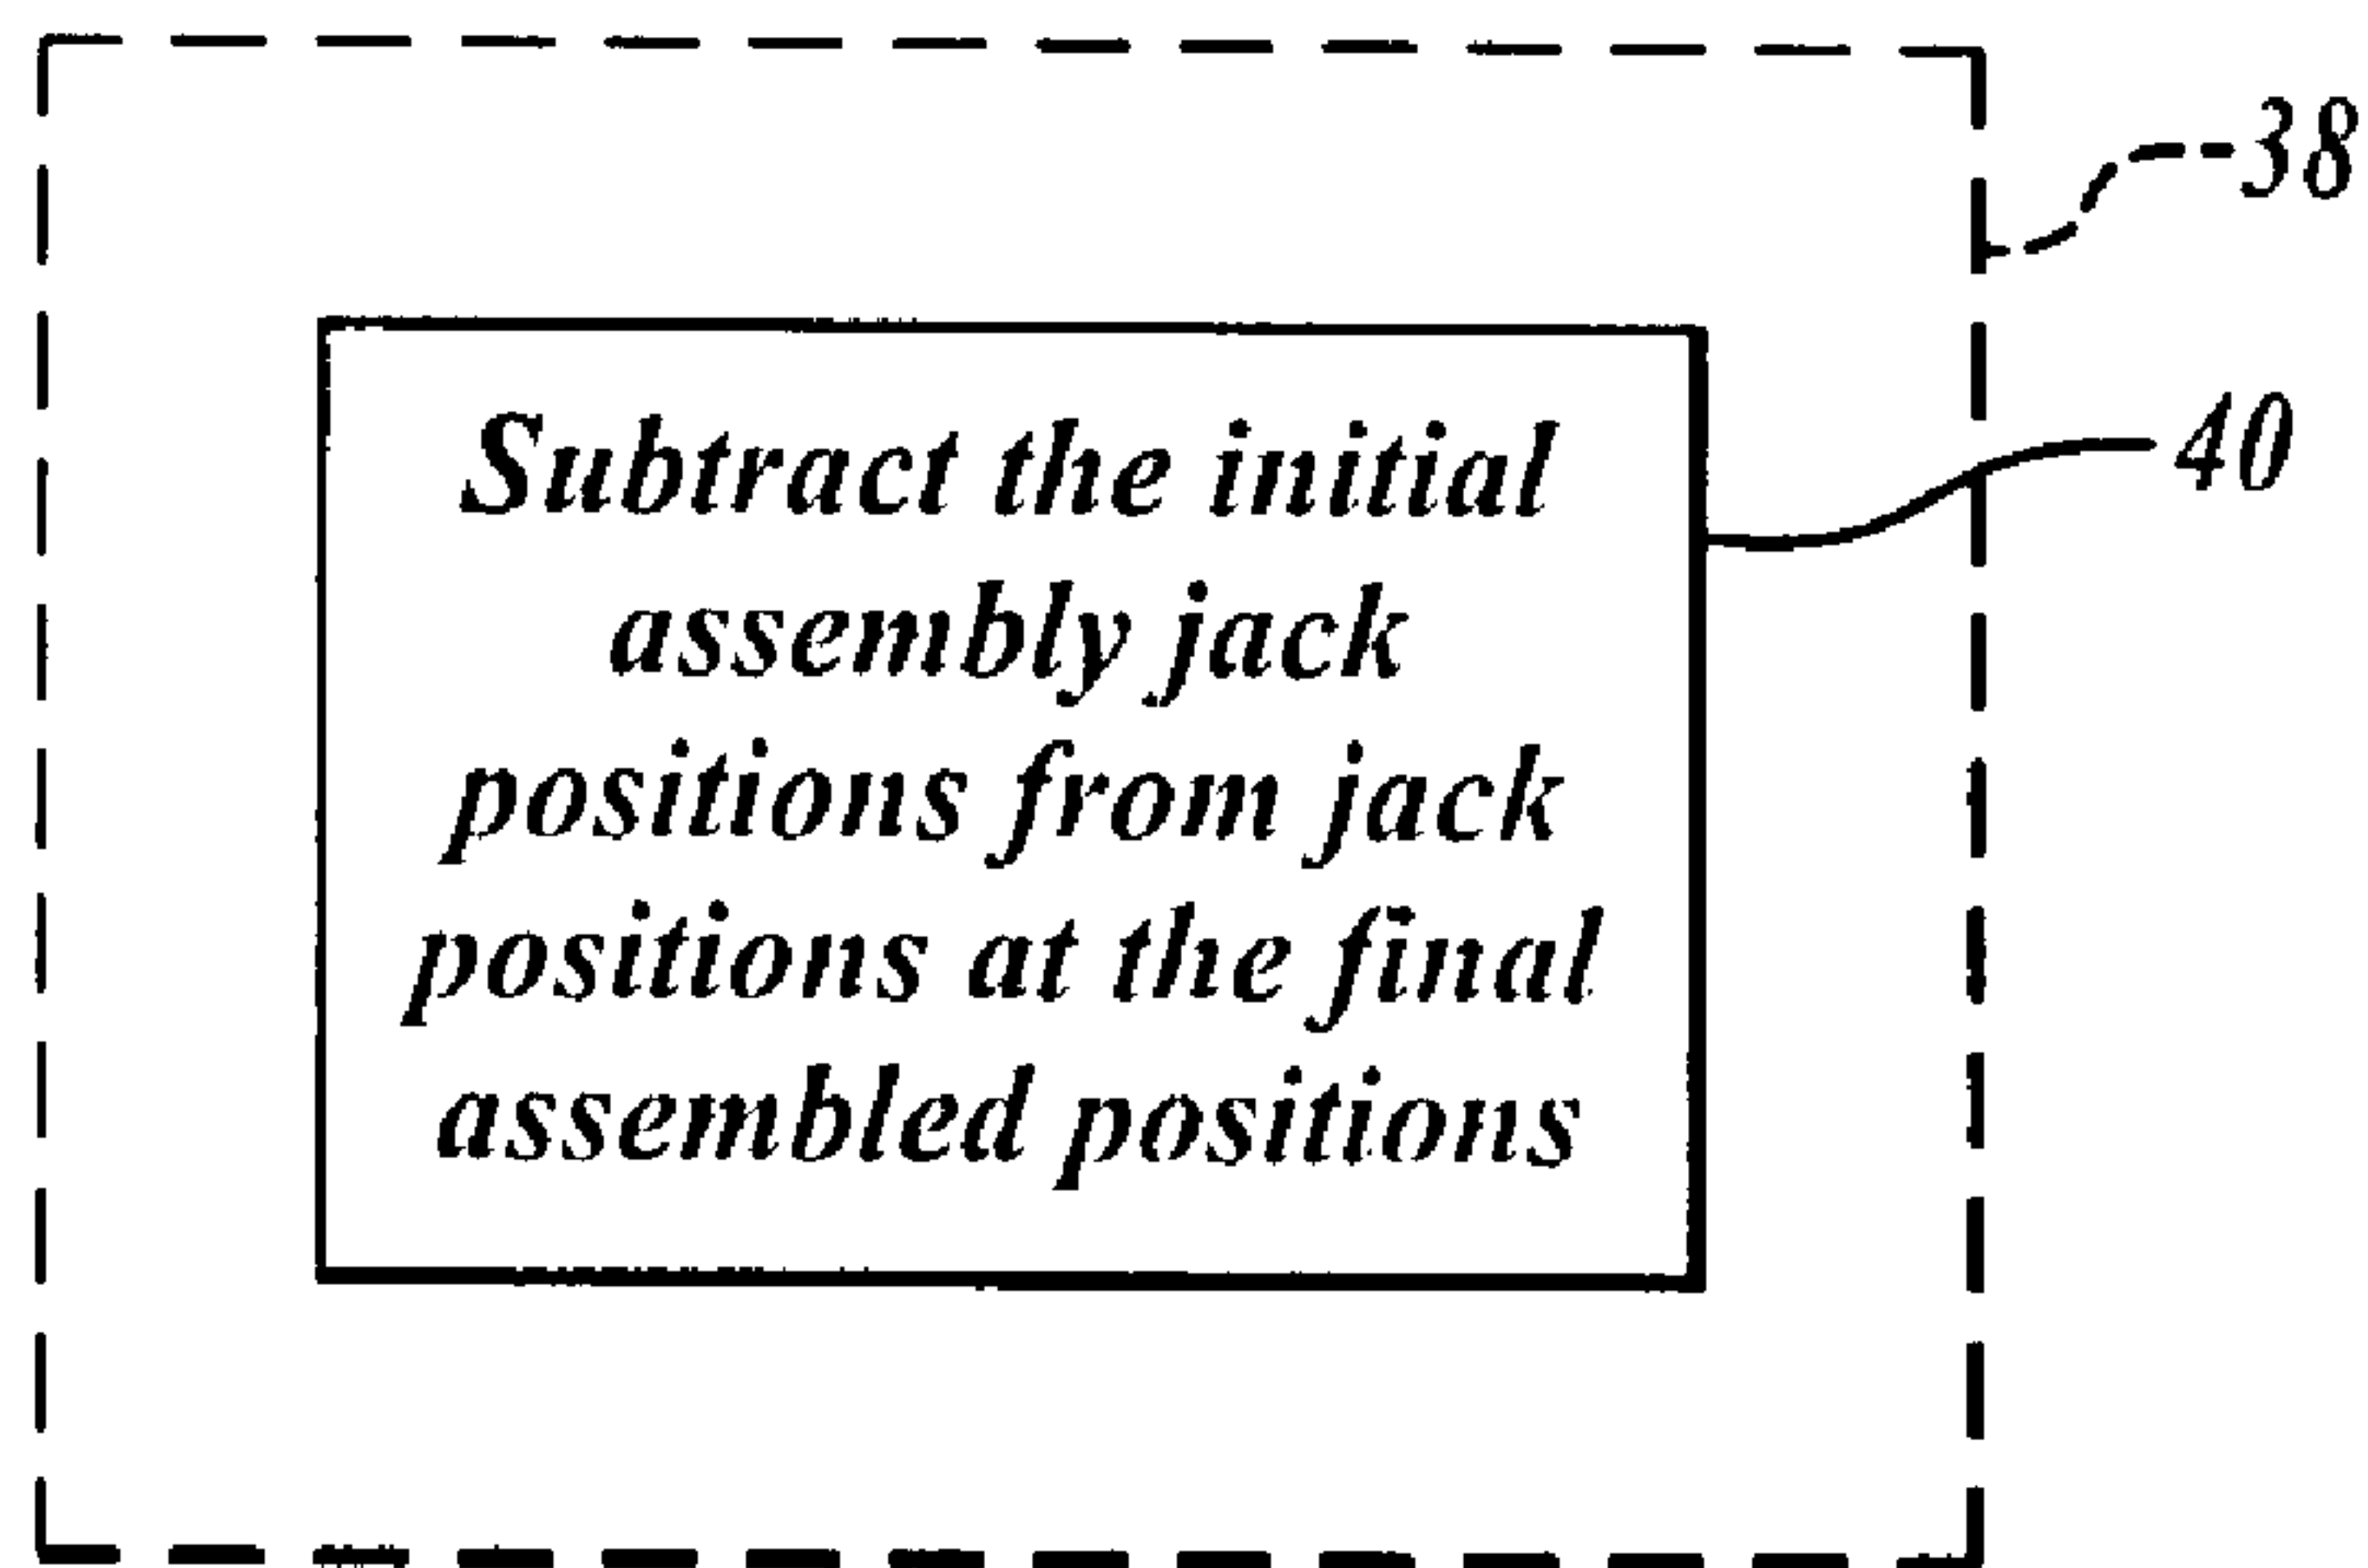 38
40
Subtract the initial
assembly jack
positions from jack
positions at the final
assembled positions